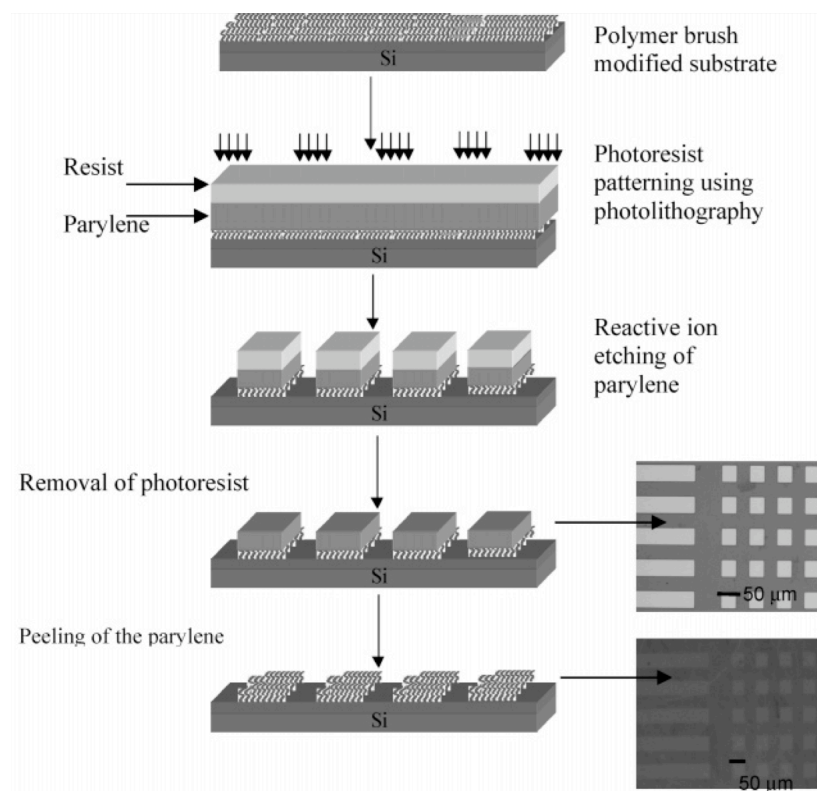 Polymer brush
modified substrate
Si
Resist
Parylene
Photoresist
patterning using
photolithography
Si
Reactive ion
etching of
parylene
Si
Removal of photoresist
50 μm
Si
Peeling of the parylene
Si
50 μm